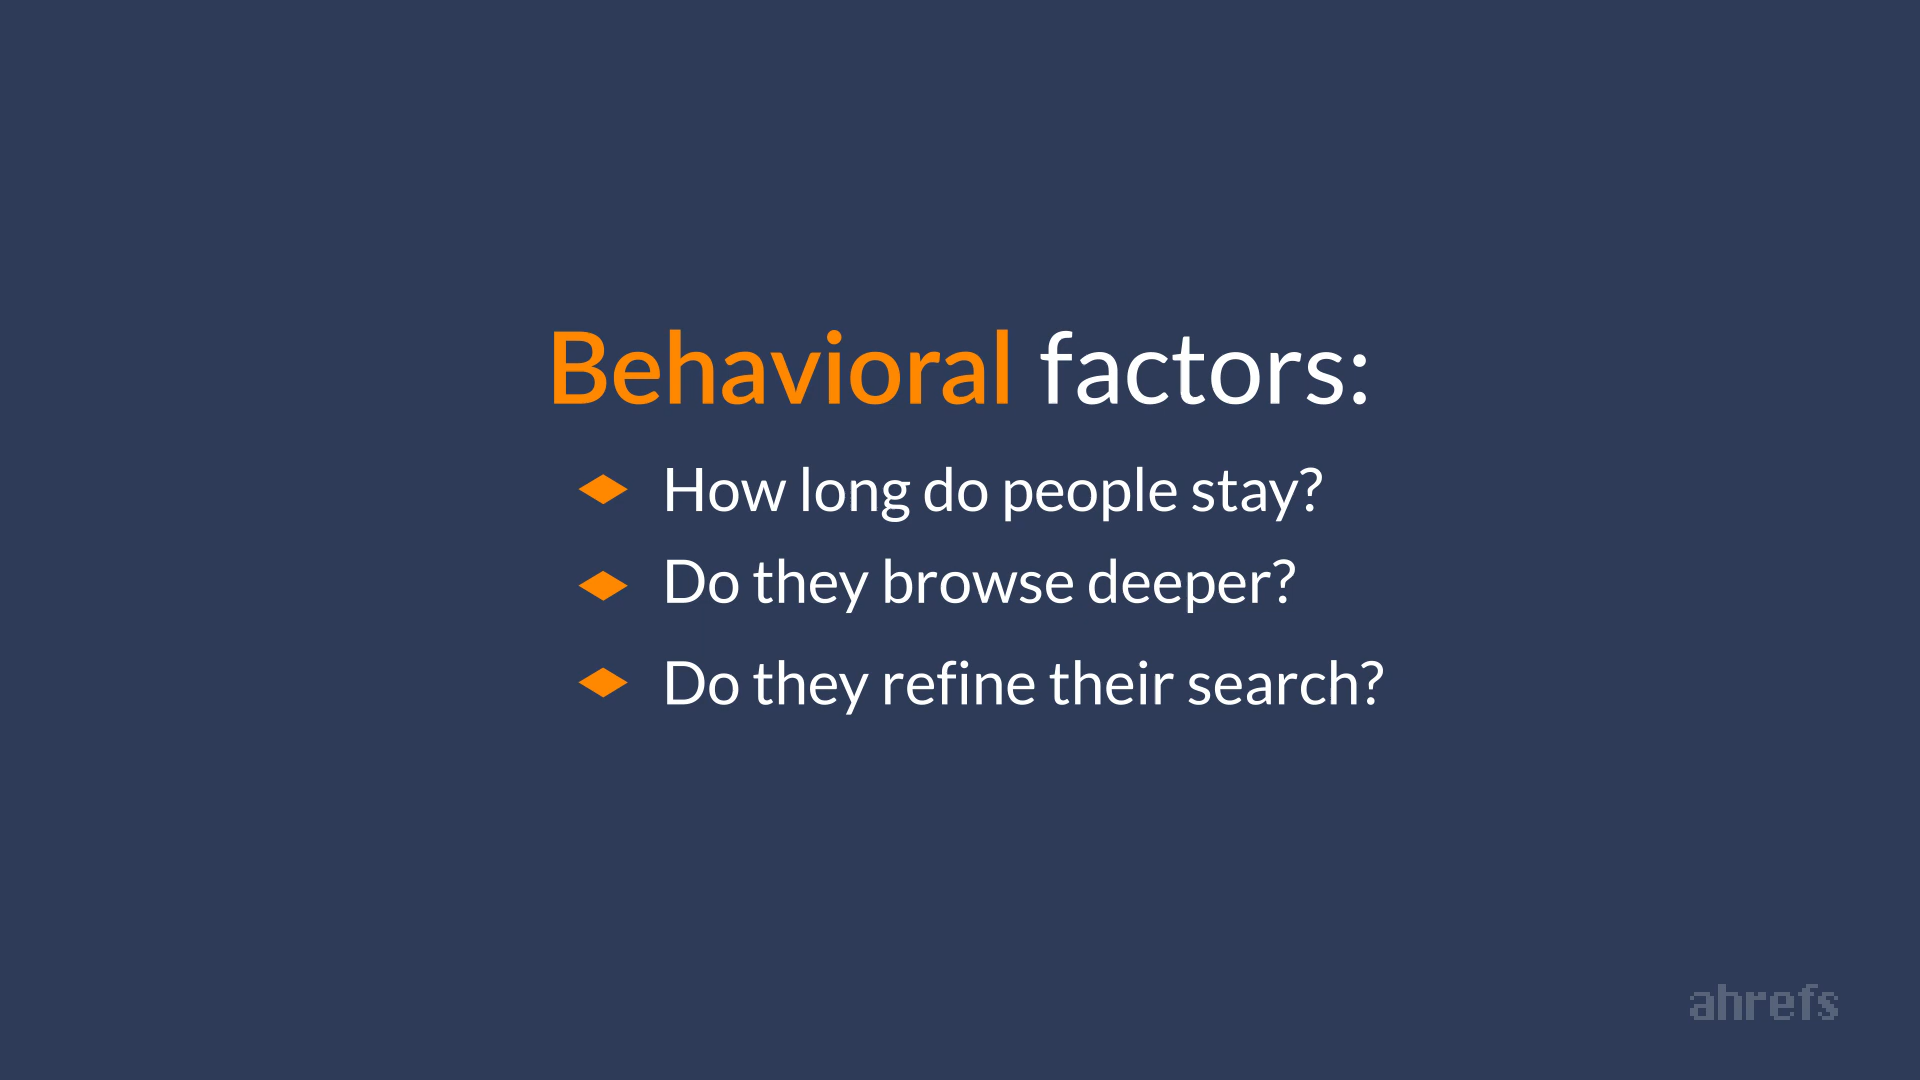 Behavioral factors:
How long do people stay?
Do they browse deeper?
Do they refine their search?
ahrefs